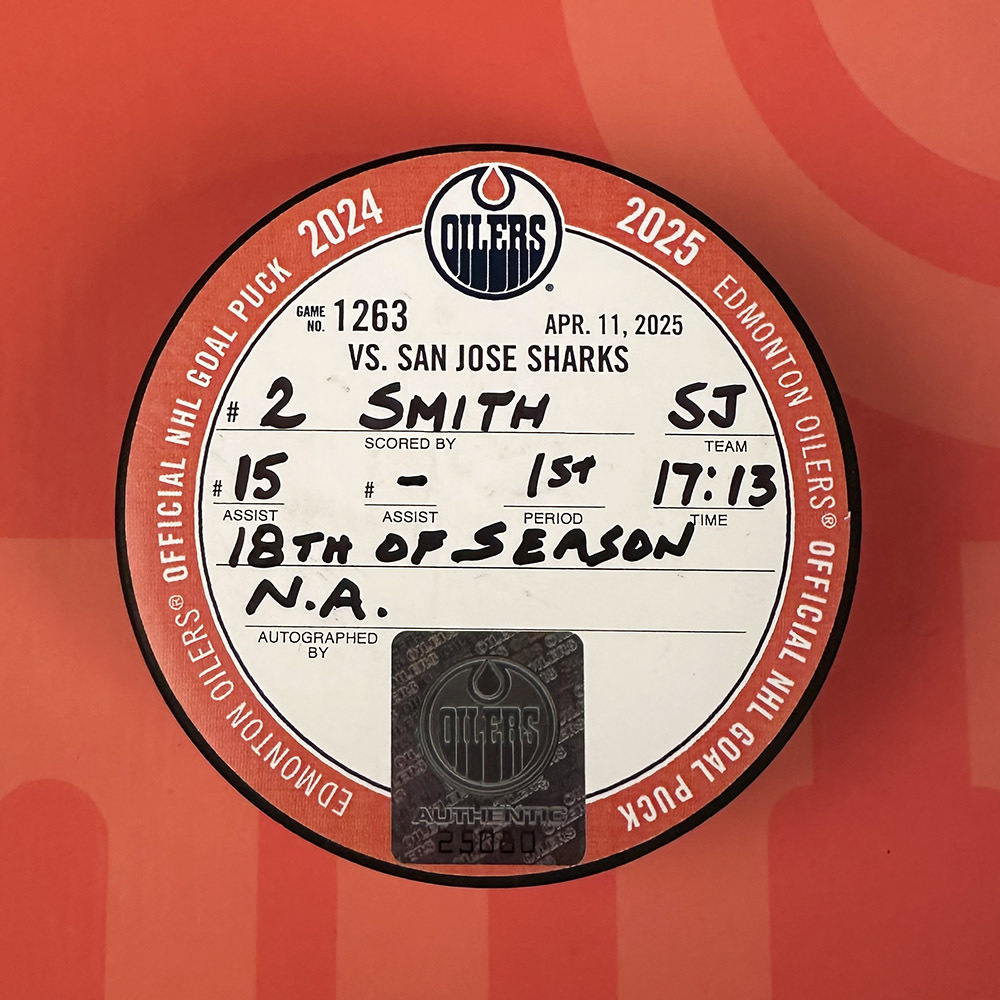 2024 2025
EDMONTON OILERS® OFFICIAL NHL GOAL PUCK
EDMONTON OILERS® OFFICIAL NHL GOAL PUCK
OILERS
GAME NO. 1263 APR. 11, 2025
VS. SAN JOSE SHARKS
# 2 SMITH SJ
SCORED BY TEAM
# 15 # - 1ST 17:13
ASSIST ASSIST PERIOD TIME
18TH OF SEASON
N.A.
AUTOGRAPHED
BY
OILERS
AUTHENTIC